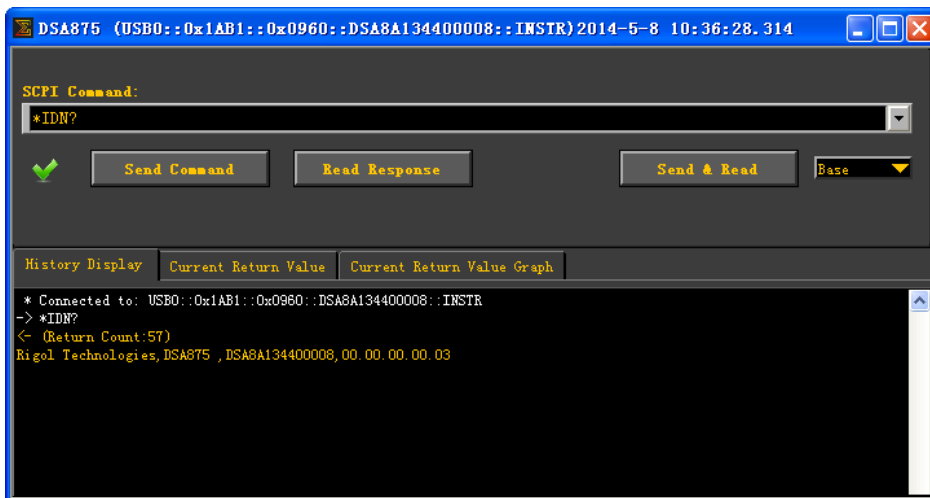 DSA875 (USB0::0x1AB1::0x0960::DSA8A134400008::INSTR)2014-5-8 10:36:28.314
SCPI Command:
*IDN?
Send Command Read Response Send & Read Base
History Display Current Return Value Current Return Value Graph
* Connected to: USB0::0x1AB1::0x0960::DSA8A134400008::INSTR
-> *IDN?
<- (Return Count:57)
Rigol Technologies,DSA875 ,DSA8A134400008,00.00.00.00.03